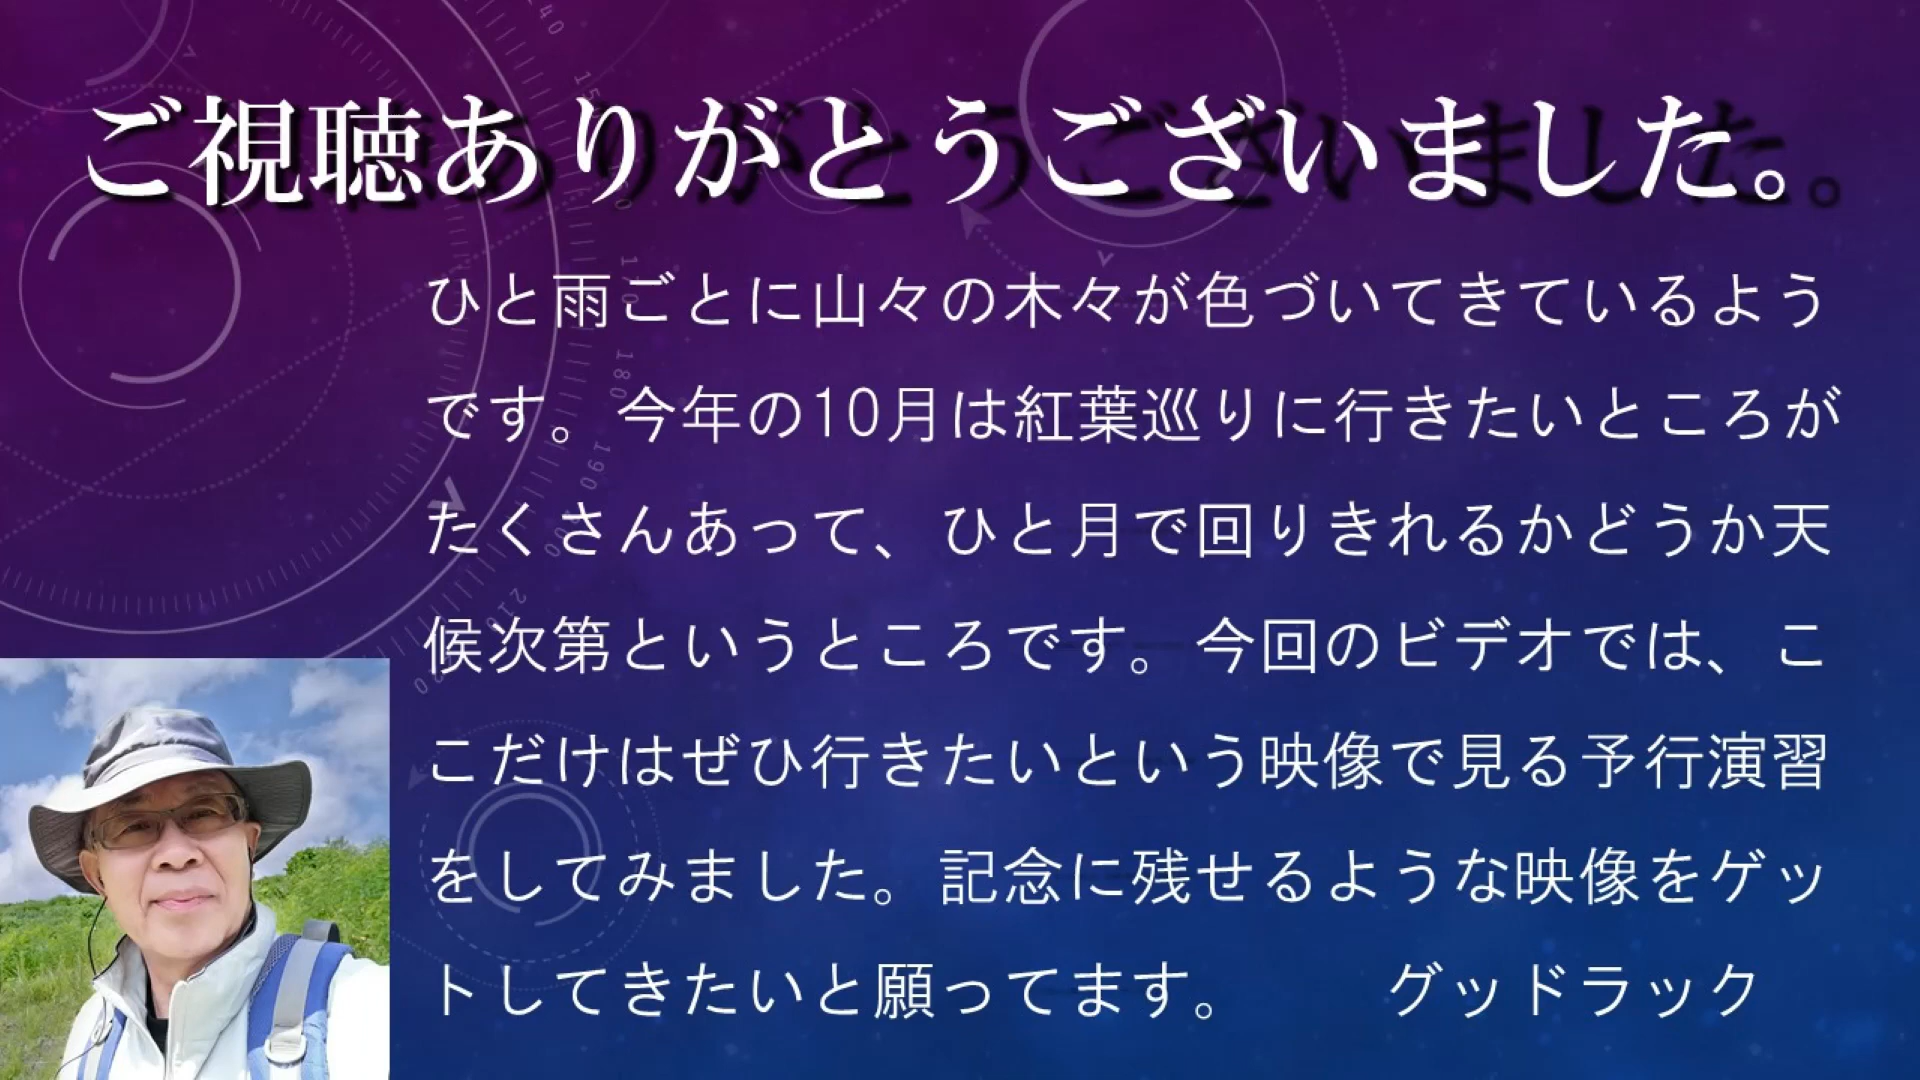 ご視聴ありがとうございました。
ひと雨ごとに山々の木々が色づいてきているよう
です。今年の10月は紅葉巡りに行きたいところが
たくさんあって、ひと月で回りきれるかどうか天
候次第というところです。今回のビデオでは、こ
こだけはぜひ行きたいという映像で見る予行演習
をしてみました。記念に残せるような映像をゲッ
トしてきたいと願ってます。　　グッドラック
140
170
180
190
210